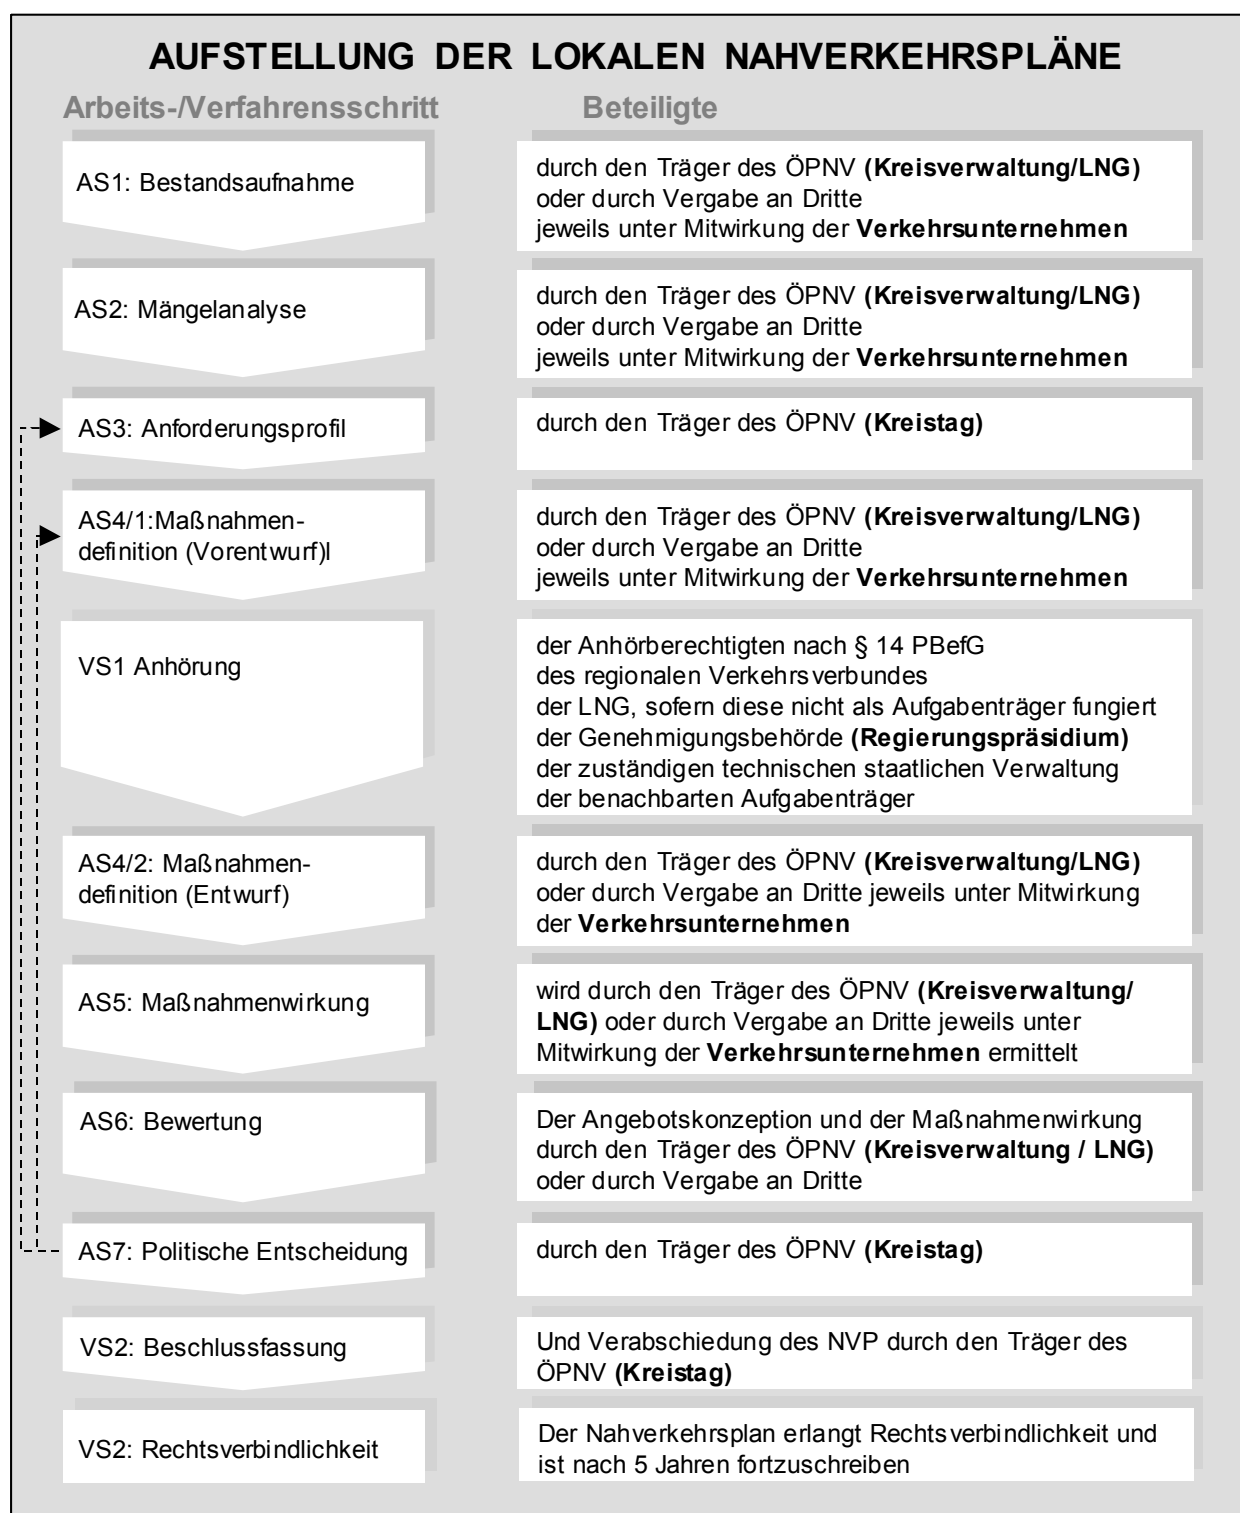 AUFSTELLUNG DER LOKALEN NAHVERKEHRSPLÄNE
Arbeits-/Verfahrensschritt
Beteiligte
AS1: Bestandsaufnahme
durch den Träger des ÖPNV (Kreisverwaltung/LNG)
oder durch Vergabe an Dritte
jeweils unter Mitwirkung der Verkehrsunternehmen
AS2: Mängelanalyse
durch den Träger des ÖPNV (Kreisverwaltung/LNG)
oder durch Vergabe an Dritte
jeweils unter Mitwirkung der Verkehrsunternehmen
AS3: Anforderungsprofil
durch den Träger des ÖPNV (Kreistag)
AS4/1:Maßnahmen-
definition (Vorentwurf)l
durch den Träger des ÖPNV (Kreisverwaltung/LNG)
oder durch Vergabe an Dritte
jeweils unter Mitwirkung der Verkehrsunternehmen
VS1 Anhörung
der Anhörberechtigten nach § 14 PBefG
des regionalen Verkehrsverbundes
der LNG, sofern diese nicht als Aufgabenträger fungiert
der Genehmigungsbehörde (Regierungspräsidium)
der zuständigen technischen staatlichen Verwaltung
der benachbarten Aufgabenträger
AS4/2: Maßnahmen-
definition (Entwurf)
durch den Träger des ÖPNV (Kreisverwaltung/LNG)
oder durch Vergabe an Dritte jeweils unter Mitwirkung
der Verkehrsunternehmen
AS5: Maßnahmenwirkung
wird durch den Träger des ÖPNV (Kreisverwaltung/
LNG) oder durch Vergabe an Dritte jeweils unter
Mitwirkung der Verkehrsunternehmen ermittelt
AS6: Bewertung
Der Angebotskonzeption und der Maßnahmenwirkung
durch den Träger des ÖPNV (Kreisverwaltung / LNG)
oder durch Vergabe an Dritte
AS7: Politische Entscheidung
durch den Träger des ÖPNV (Kreistag)
VS2: Beschlussfassung
Und Verabschiedung des NVP durch den Träger des
ÖPNV (Kreistag)
VS2: Rechtsverbindlichkeit
Der Nahverkehrsplan erlangt Rechtsverbindlichkeit und
ist nach 5 Jahren fortzuschreiben